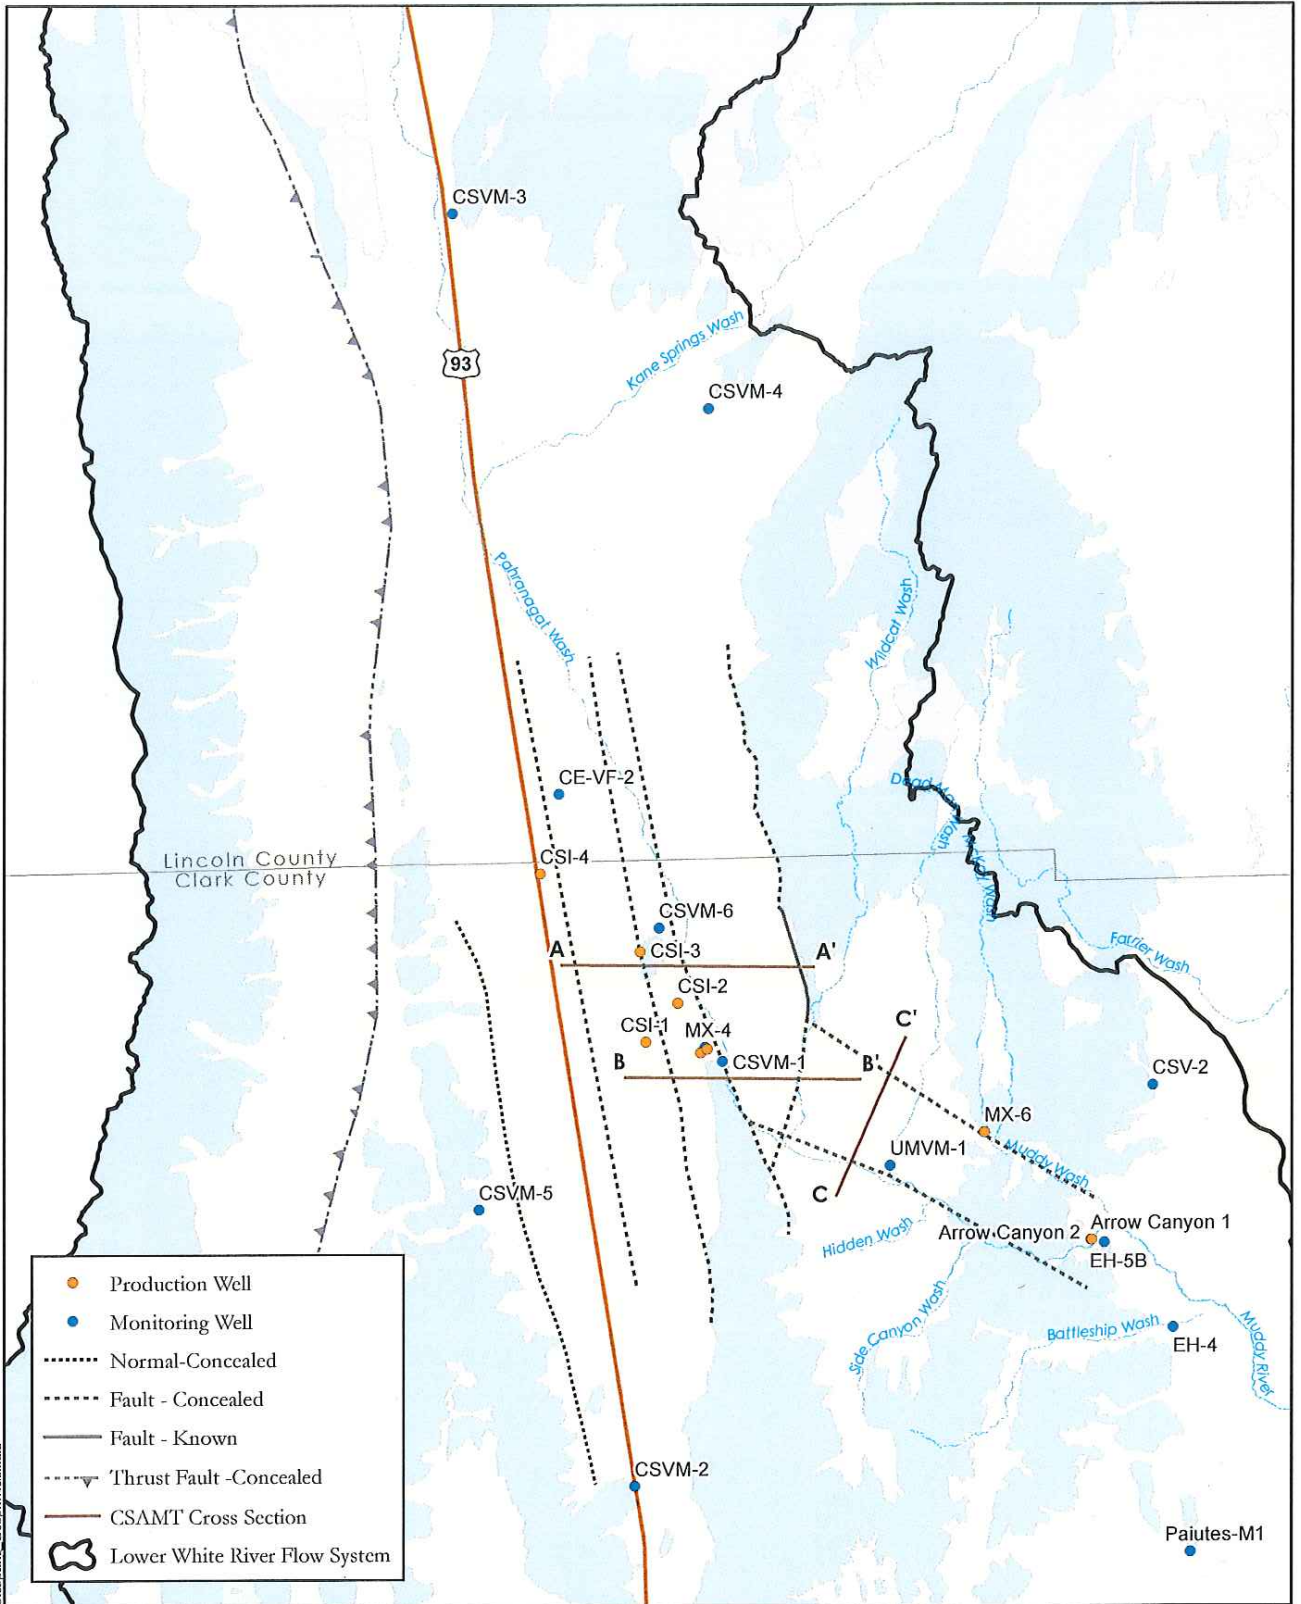 CSVM-3
93
Kane Springs Wash
CSVM-4
Pahranagat Wash
Wildcat Wash
CE-VF-2
Lincoln County
Clark County
CSI-4
Wash
Wash
CSVM-6
A
CSI-3
A'
Farrier Wash
CSI-2
CSI-1
MX-4
C'
B
CSVM-1
B'
CSV-2
MX-6
Muddy Wash
UMVM-1
C
CSVM-5
Hidden Wash
Arrow Canyon 2
Arrow Canyon 1
EH-5B
Side Canyon Wash
Battleship Wash
EH-4
Muddy River
CSVM-2
Paiutes-M1
Production Well
Monitoring Well
Normal-Concealed
Fault - Concealed
Fault - Known
Thrust Fault -Concealed
CSAMT Cross Section
Lower White River Flow System